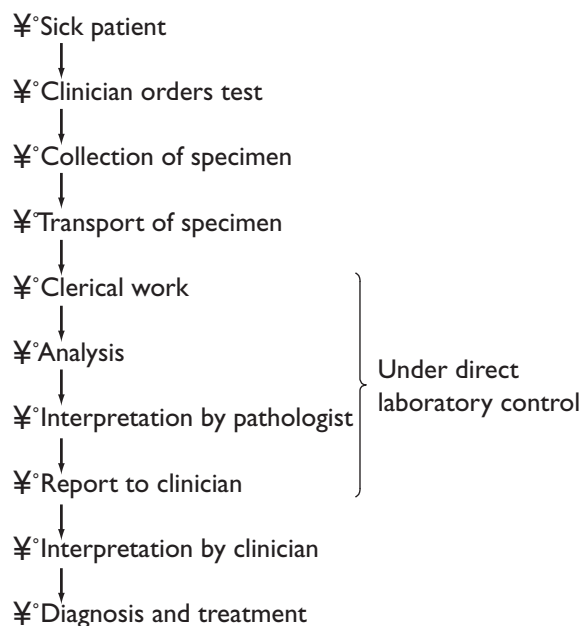 ¥°Sick patient
¥°Clinician orders test
¥°Collection of specimen
¥°Transport of specimen
¥°Clerical work
¥°Analysis
¥°Interpretation by pathologist
¥°Report to clinician
Under direct
laboratory control
¥°Interpretation by clinician
¥°Diagnosis and treatment